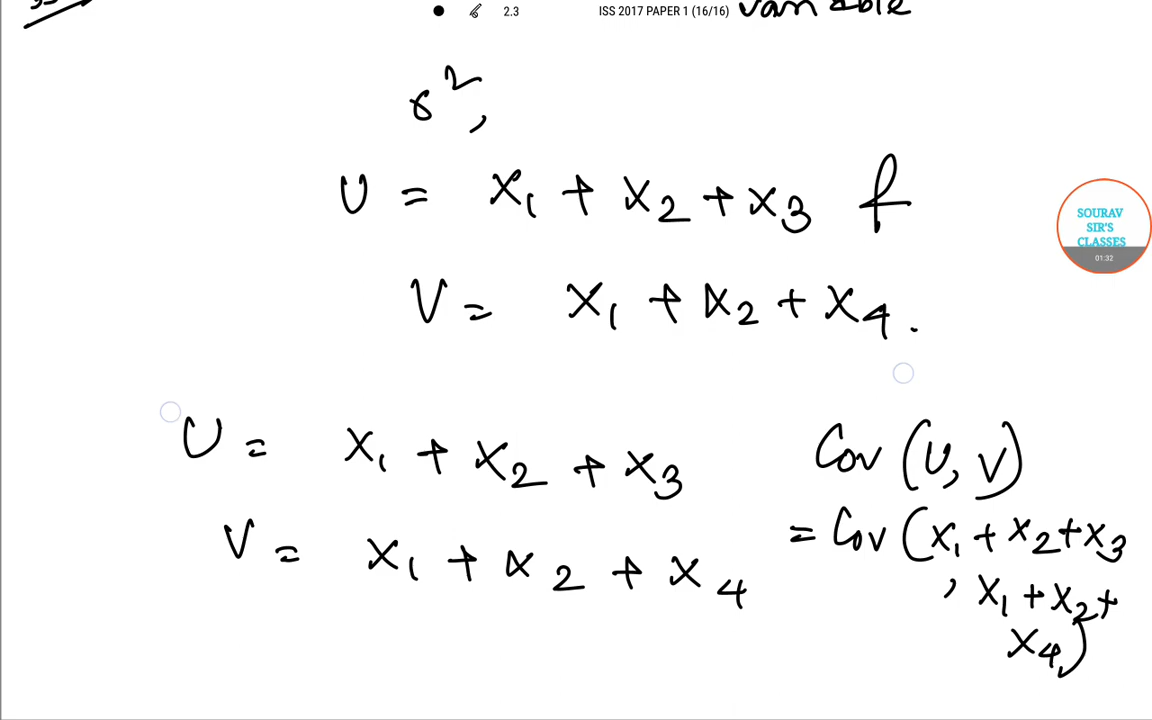 2.3 ISS 2017 PAPER 1 (16/16) variable
σ²,
U = X₁ + X₂ + X₃ &
SOURAV
SIR'S
CLASSES
01:32
V = X₁ + X₂ + X₄.
U = X₁ + X₂ + X₃
V = X₁ + X₂ + X₄
Cov (U, V)
= Cov (X₁ + X₂ + X₃
, X₁ + X₂ +
X₄)